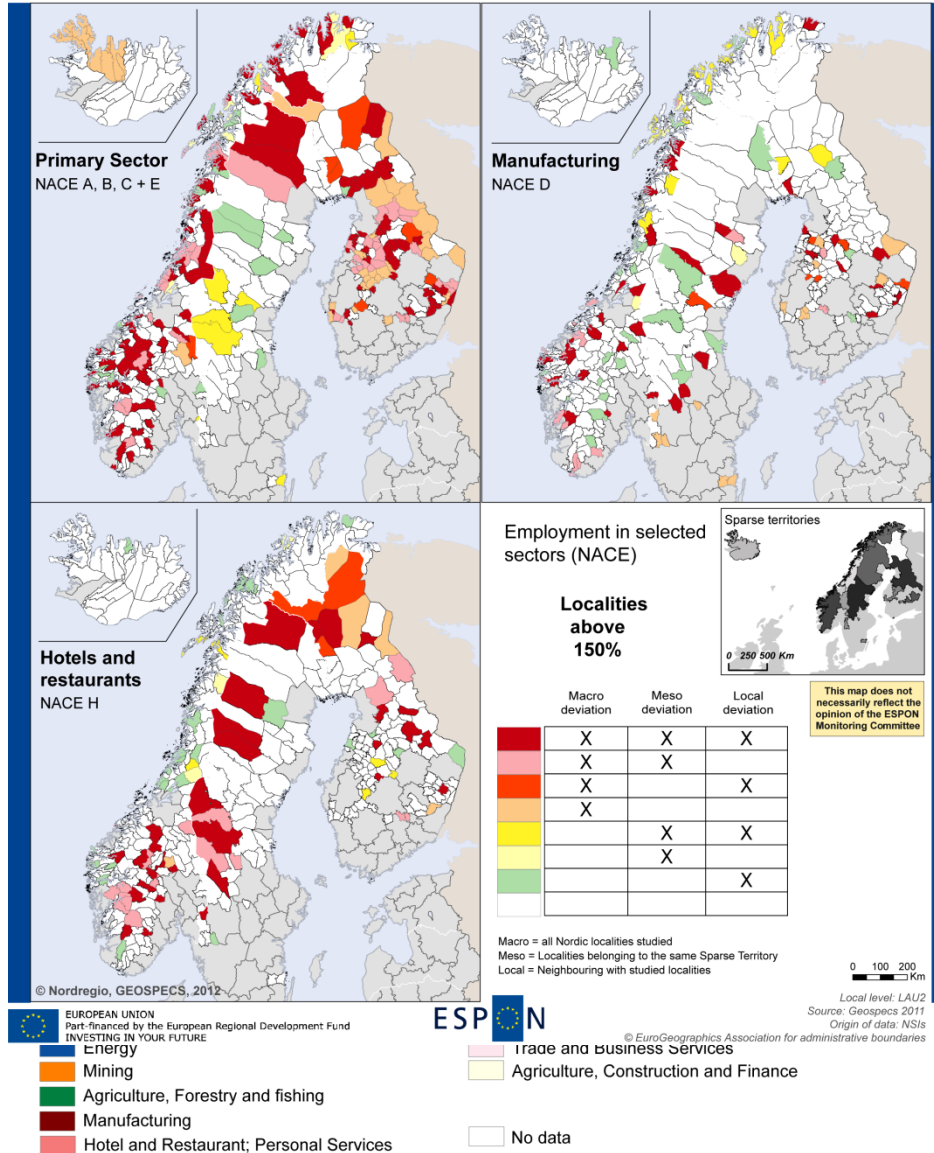 Primary Sector
NACE A, B, C + E
Manufacturing
NACE D
Hotels and
restaurants
NACE H
Employment in selected
sectors (NACE)
Localities
above
150%
Sparse territories
0 250 500 Km
This map does not
necessarily reflect the
opinion of the ESPON
Monitoring Committee
Macro deviation Meso deviation Local deviation
X X X
X X
X X
X
X X
X
X
Macro = all Nordic localities studied
Meso = Localities belonging to the same Sparse Territory
Local = Neighbouring with studied localities
0 100 200
Km
© Nordregio, GEOSPECS, 2012
Local level: LAU2
Source: Geospecs 2011
Origin of data: NSIs
© EuroGeographics Association for administrative boundaries
EUROPEAN UNION
Part-financed by the European Regional Development Fund
INVESTING IN YOUR FUTURE
ESPON
Energy
Mining
Agriculture, Forestry and fishing
Manufacturing
Hotel and Restaurant; Personal Services
Trade and Business Services
Agriculture, Construction and Finance
No data